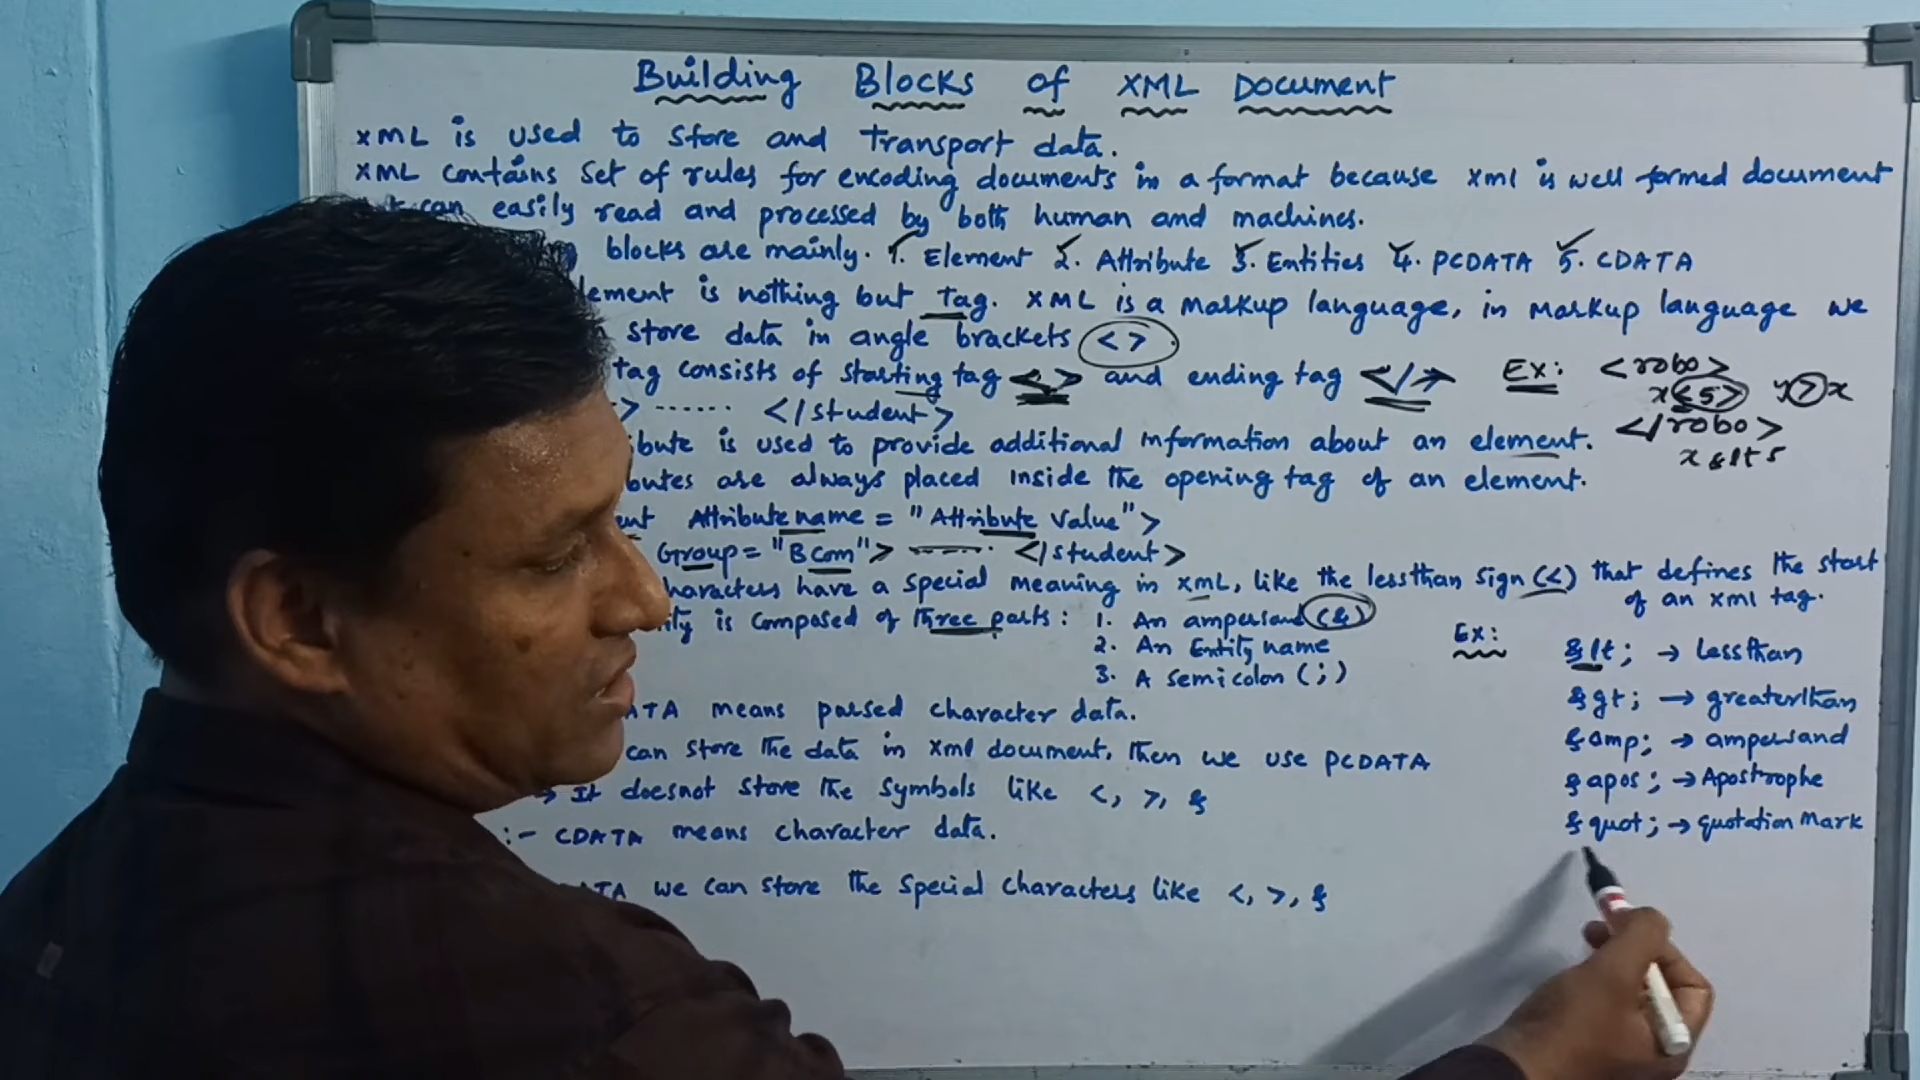 Building Blocks of XML Document
XML is used to store and transport data.
XML contains set of rules for encoding documents in a format because xml is well formed document
can easily read and processed by both human and machines.
blocks are mainly. 1. Element 2. Attribute 3. Entities 4. PCDATA 5. CDATA
lement is nothing but tag. XML is a markup language, in markup language we
store data in angle brackets < >.
tag consists of starting tag < > and ending tag </> Ex: <robo>
x<5> y>x
> ...... </student>
</robo>
ibute is used to provide additional information about an element.
x &lt 5
butes are always placed inside the opening tag of an element.
ent Attribute name = "Attribute value">
Group= "BCom"> ------- </student>
haracters have a special meaning in xmL, like the lessthan sign (<) that defines the start
of an xml tag.
ity is composed of three parts: 1. An ampersand (&)
2. An Entity name
3. A semicolon (;)
Ex: &lt; → Lessthan
&gt; → greaterthan
&amp; → ampersand
&apos; → Apostrophe
&quot; → quotation mark
ATA means parsed character data.
can store the data in xml document, then we use PCDATA
→ It doesnot store the symbols like <, >, &
:- CDATA means character data.
ATA we can store the special characters like <, >, &